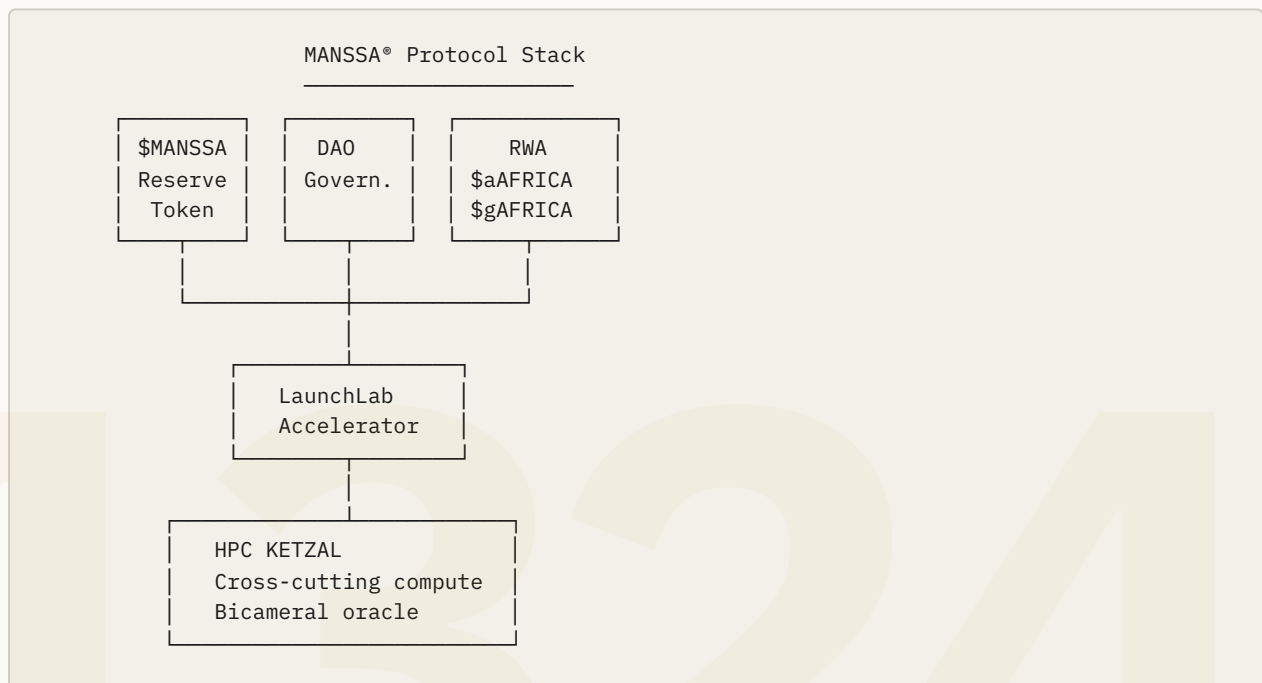 MANSSA® Protocol Stack
$MANSSA DAO RWA
Reserve Govern. $aAFRICA
Token $gAFRICA
LaunchLab
Accelerator
HPC KETZAL
Cross-cutting compute
Bicameral oracle
1324